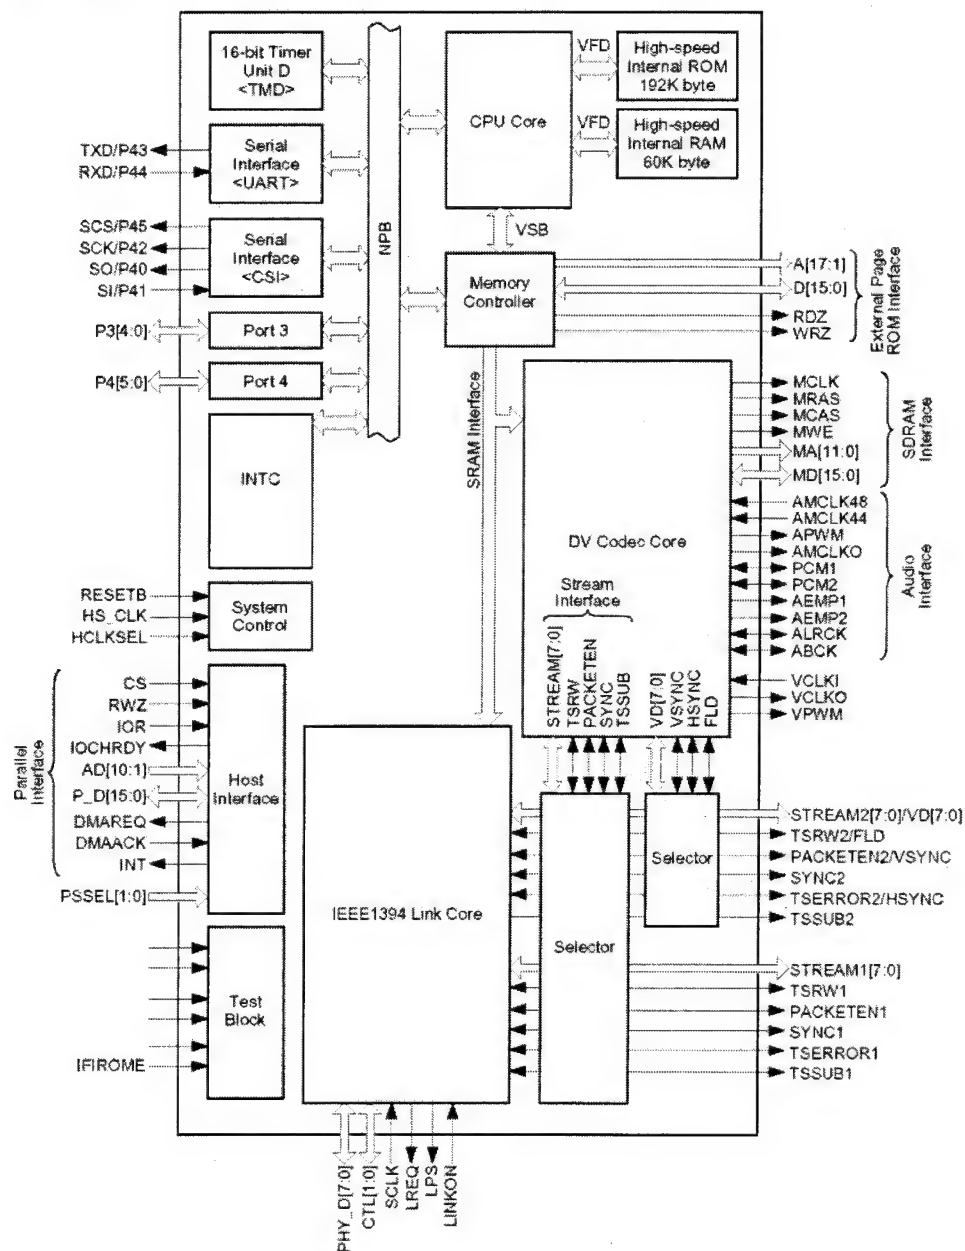 16-bit Timer
Unit D
<TMD>
TXD/P43
RXD/P44
Serial
Interface
<UART>
SCS/P45
SCK/P42
SO/P40
SI/P41
Serial
Interface
<CSI>
P3[4:0]
Port 3
P4[5:0]
Port 4
INTC
NPB
CPU Core
VFD
High-speed
Internal ROM
192K byte
VFD
High-speed
Internal RAM
60K byte
VSB
Memory
Controller
A[17:1]
D[15:0]
RDZ
WRZ
External Page
ROM Interface
SRAM Interface
MCLK
MRAS
MCAS
MWE
MA[11:0]
MD[15:0]
SDRAM
Interface
DV Codec Core
AMCLK48
AMCLK44
APWM
AMCLKO
PCM1
PCM2
AEMP1
AEMP2
ALRCK
ABCK
Audio
Interface
VCLKI
VCLKO
VPWM
Stream
Interface
STREAM[7:0]
TSRW
PACKETEN
SYNC
TSSUB
VD[7:0]
VSYNC
HSYNC
FLD
RESETB
HS_CLK
HCLKSEL
System
Control
Parallel
Interface
CS
RWZ
IOR
IOCHRDY
AD[10:1]
P_D[15:0]
DMAREQ
DMAACK
INT
PSSEL[1:0]
Host
Interface
IFIROME
Test
Block
IEEE1394 Link Core
Selector
Selector
STREAM2[7:0]/VD[7:0]
TSRW2/FLD
PACKETEN2/VSYNC
SYNC2
TSERROR2/HSYNC
TSSUB2
STREAM1[7:0]
TSRW1
PACKETEN1
SYNC1
TSERROR1
TSSUB1
PHY_D[7:0]
CTL[1:0]
SCLK
LREQ
LPS
LINKON